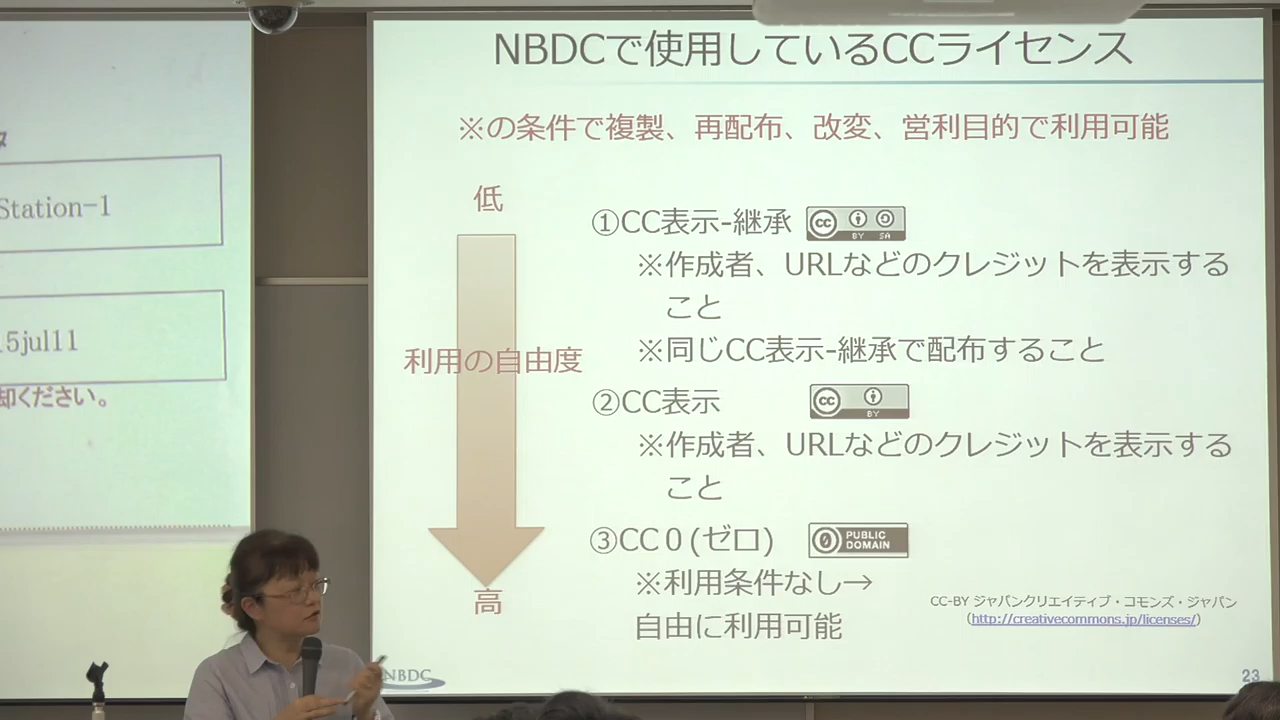 Station-1
5jul11
却ください。
NBDCで使用しているCCライセンス
※の条件で複製、再配布、改変、営利目的で利用可能
低
利用の自由度
高
①CC表示-継承
cc BY SA
※作成者、URLなどのクレジットを表示する
こと
※同じCC表示-継承で配布すること
②CC表示
cc BY
※作成者、URLなどのクレジットを表示する
こと
③CC 0 (ゼロ)
0 PUBLIC
DOMAIN
※利用条件なし→
自由に利用可能
CC-BY ジャパンクリエイティブ・コモンズ・ジャパン
(http://creativecommons.jp/licenses/)
NBDC
23